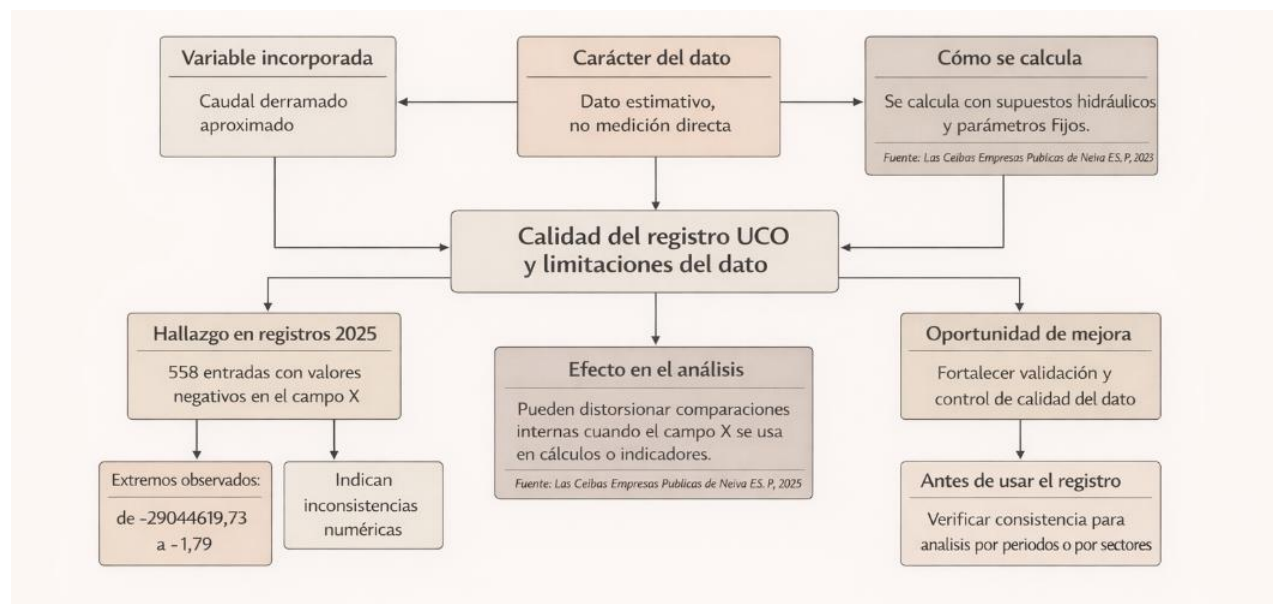 Variable incorporada
Caudal derramado
aproximado
Carácter del dato
Dato estimativo,
no medición directa
Cómo se calcula
Se calcula con supuestos hidráulicos
y parámetros Fijos.
Fuente: Las Ceibas Empresas Publicas de Neiva ES. P, 2023
Calidad del registro UCO
y limitaciones del dato
Hallazgo en registros 2025
558 entradas con valores
negativos en el campo X
Efecto en el análisis
Pueden distorsionar comparaciones
internas cuando el campo X se usa
en cálculos o indicadores.
Fuente: Las Ceibas Empresas Publicas de Neiva ES. P, 2025
Oportunidad de mejora
Fortalecer validación y
control de calidad del dato
Extremos observados:
de -29044619,73
a -1,79
Indican
inconsistencias
numéricas
Antes de usar el registro
Verificar consistencia para
analisis por periodos o por sectores